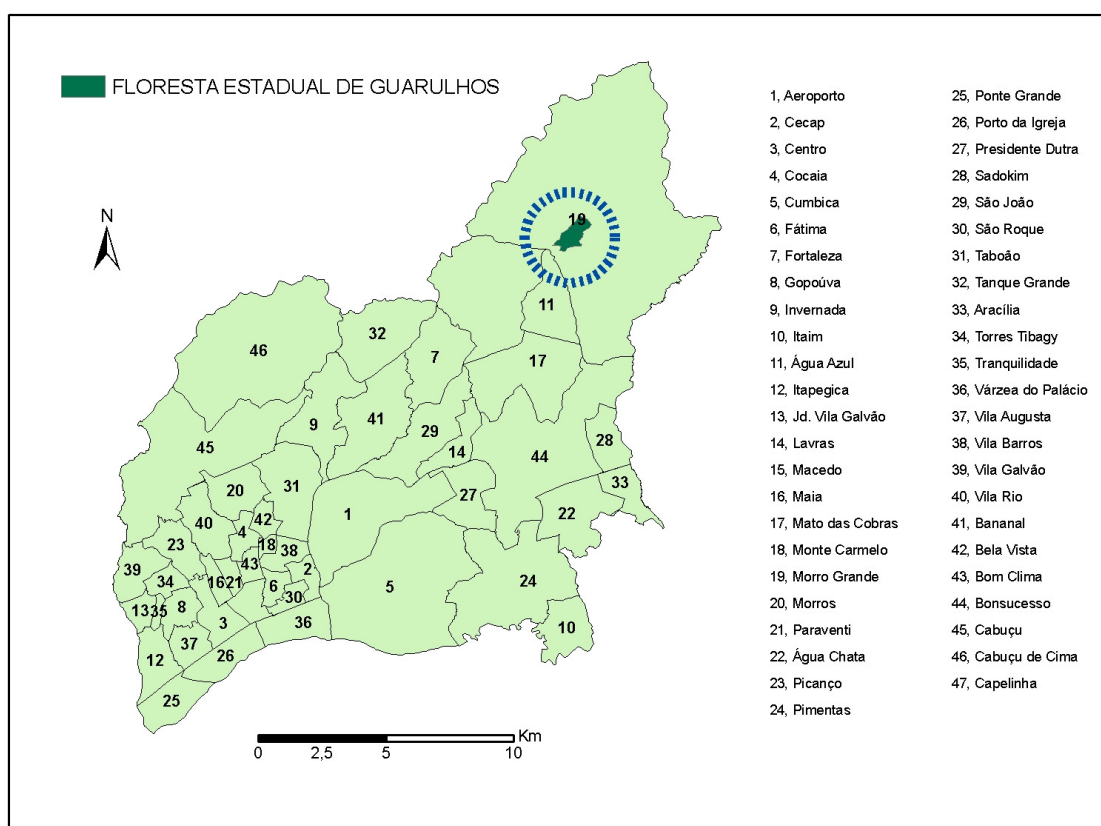 FLORESTA ESTADUAL DE GUARULHOS
1, Aeroporto
2, Cecap
3, Centro
4, Cocaia
5, Cumbica
6, Fátima
7, Fortaleza
8, Gopoúva
9, Invernada
10, Itaim
11, Água Azul
12, Itapegica
13, Jd. Vila Galvão
14, Lavras
15, Macedo
16, Maia
17, Mato das Cobras
18, Monte Carmelo
19, Morro Grande
20, Morros
21, Paraventi
22, Água Chata
23, Picanço
24, Pimentas
25, Ponte Grande
26, Porto da Igreja
27, Presidente Dutra
28, Sadokim
29, São João
30, São Roque
31, Taboão
32, Tanque Grande
33, Aracília
34, Torres Tibagy
35, Tranquilidade
36, Várzea do Palácio
37, Vila Augusta
38, Vila Barros
39, Vila Galvão
40, Vila Rio
41, Bananal
42, Bela Vista
43, Bom Clima
44, Bonsucesso
45, Cabuçu
46, Cabuçu de Cima
47, Capelinha
N
19
11
32
46
7
17
9
41
29
45
14
44
28
20
31
33
27
40
42
1
22
4
23
18
38
43
2
39
34
16
21
6
5
24
30
13
35
8
3
36
10
37
12
26
25
Km
0 2,5 5 10